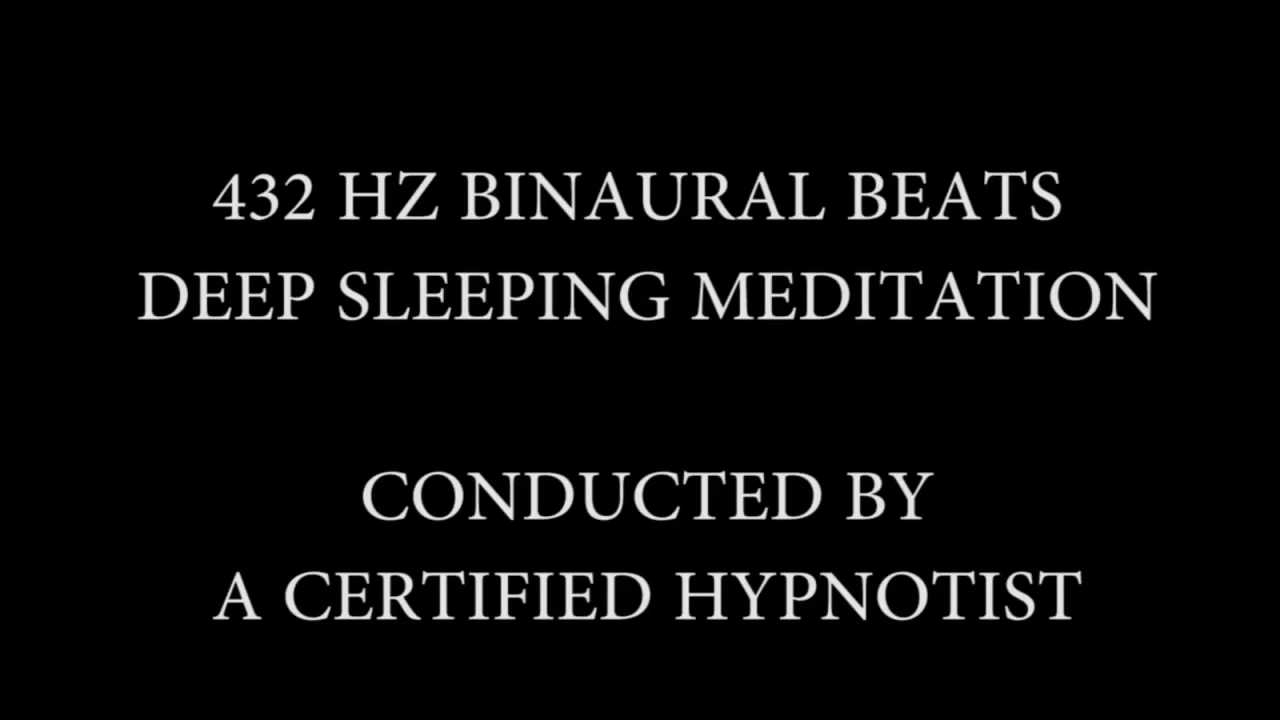 432 HZ BINAURAL BEATS
DEEP SLEEPING MEDITATION
CONDUCTED BY
A CERTIFIED HYPNOTIST